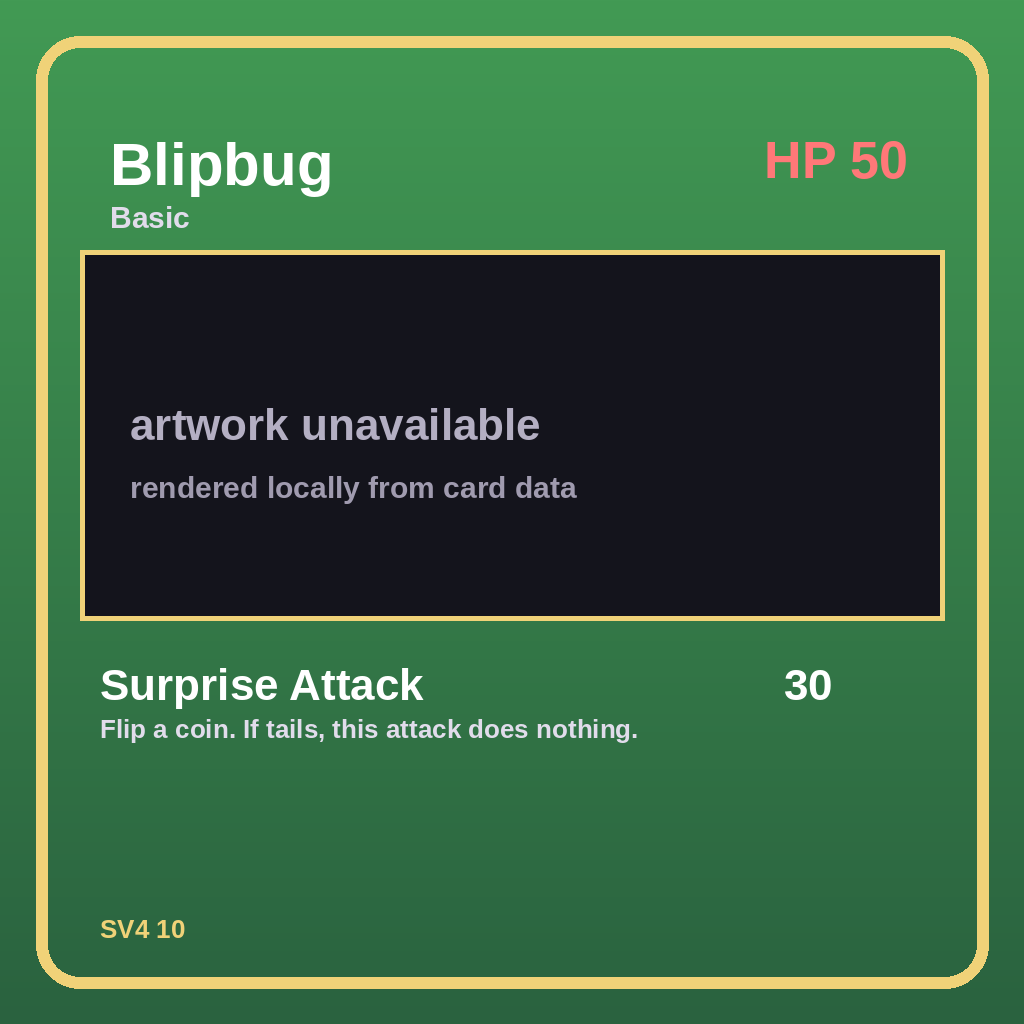 Blipbug
HP 50
Basic
artwork unavailable
rendered locally from card data
Surprise Attack
30
Flip a coin. If tails, this attack does nothing.
SV4 10